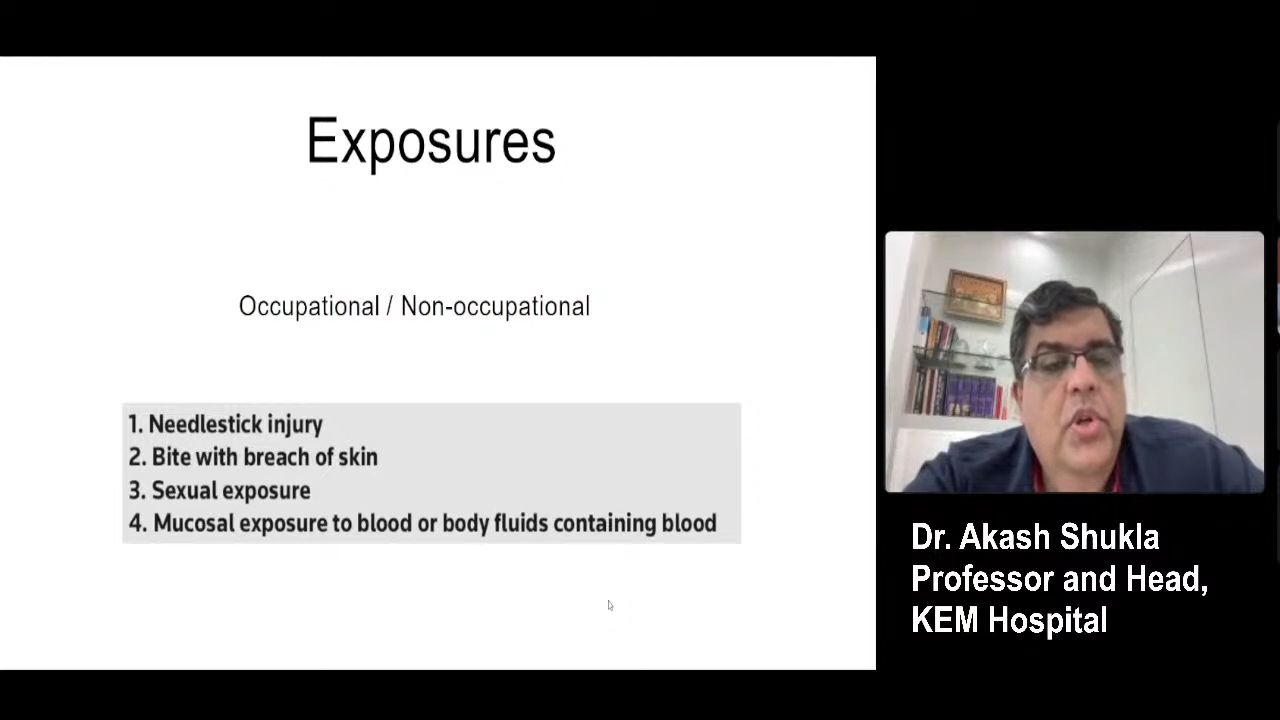 Exposures
Occupational / Non-occupational
1. Needlestick injury
2. Bite with breach of skin
3. Sexual exposure
4. Mucosal exposure to blood or body fluids containing blood
Dr. Akash Shukla
Professor and Head,
KEM Hospital